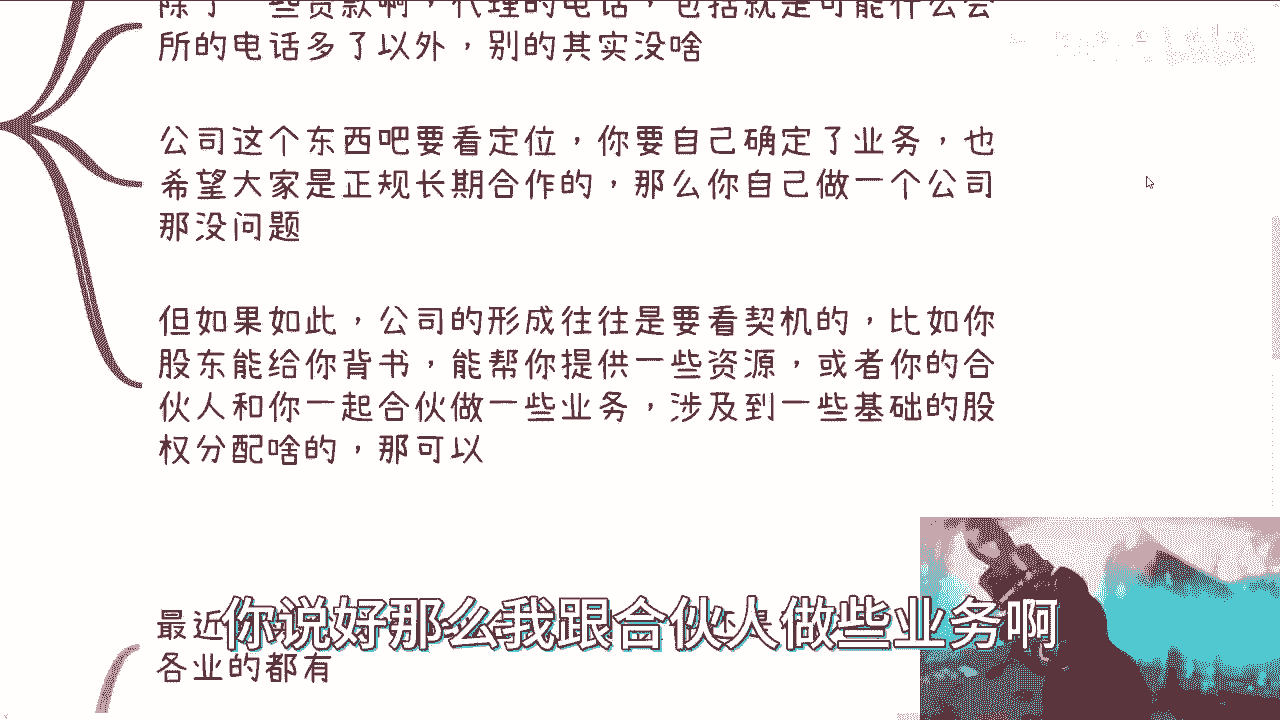 除了一些贷款啊，代理的电话，包括就是可能什么会
所的电话多了以外，别的其实没啥
公司这个东西吧要看定位，你要自己确定了业务，也
希望大家是正规长期合作的，那么你自己做一个公司
那没问题
但如果如此，公司的形成往往是要看契机的，比如你
股东能给你背书，能帮你提供一些资源，或者你的合
伙人和你一起合伙做一些业务，涉及到一些基础的股
权分配啥的，那可以
最近
你说好那么我跟合伙人做些业务啊
各业的都有